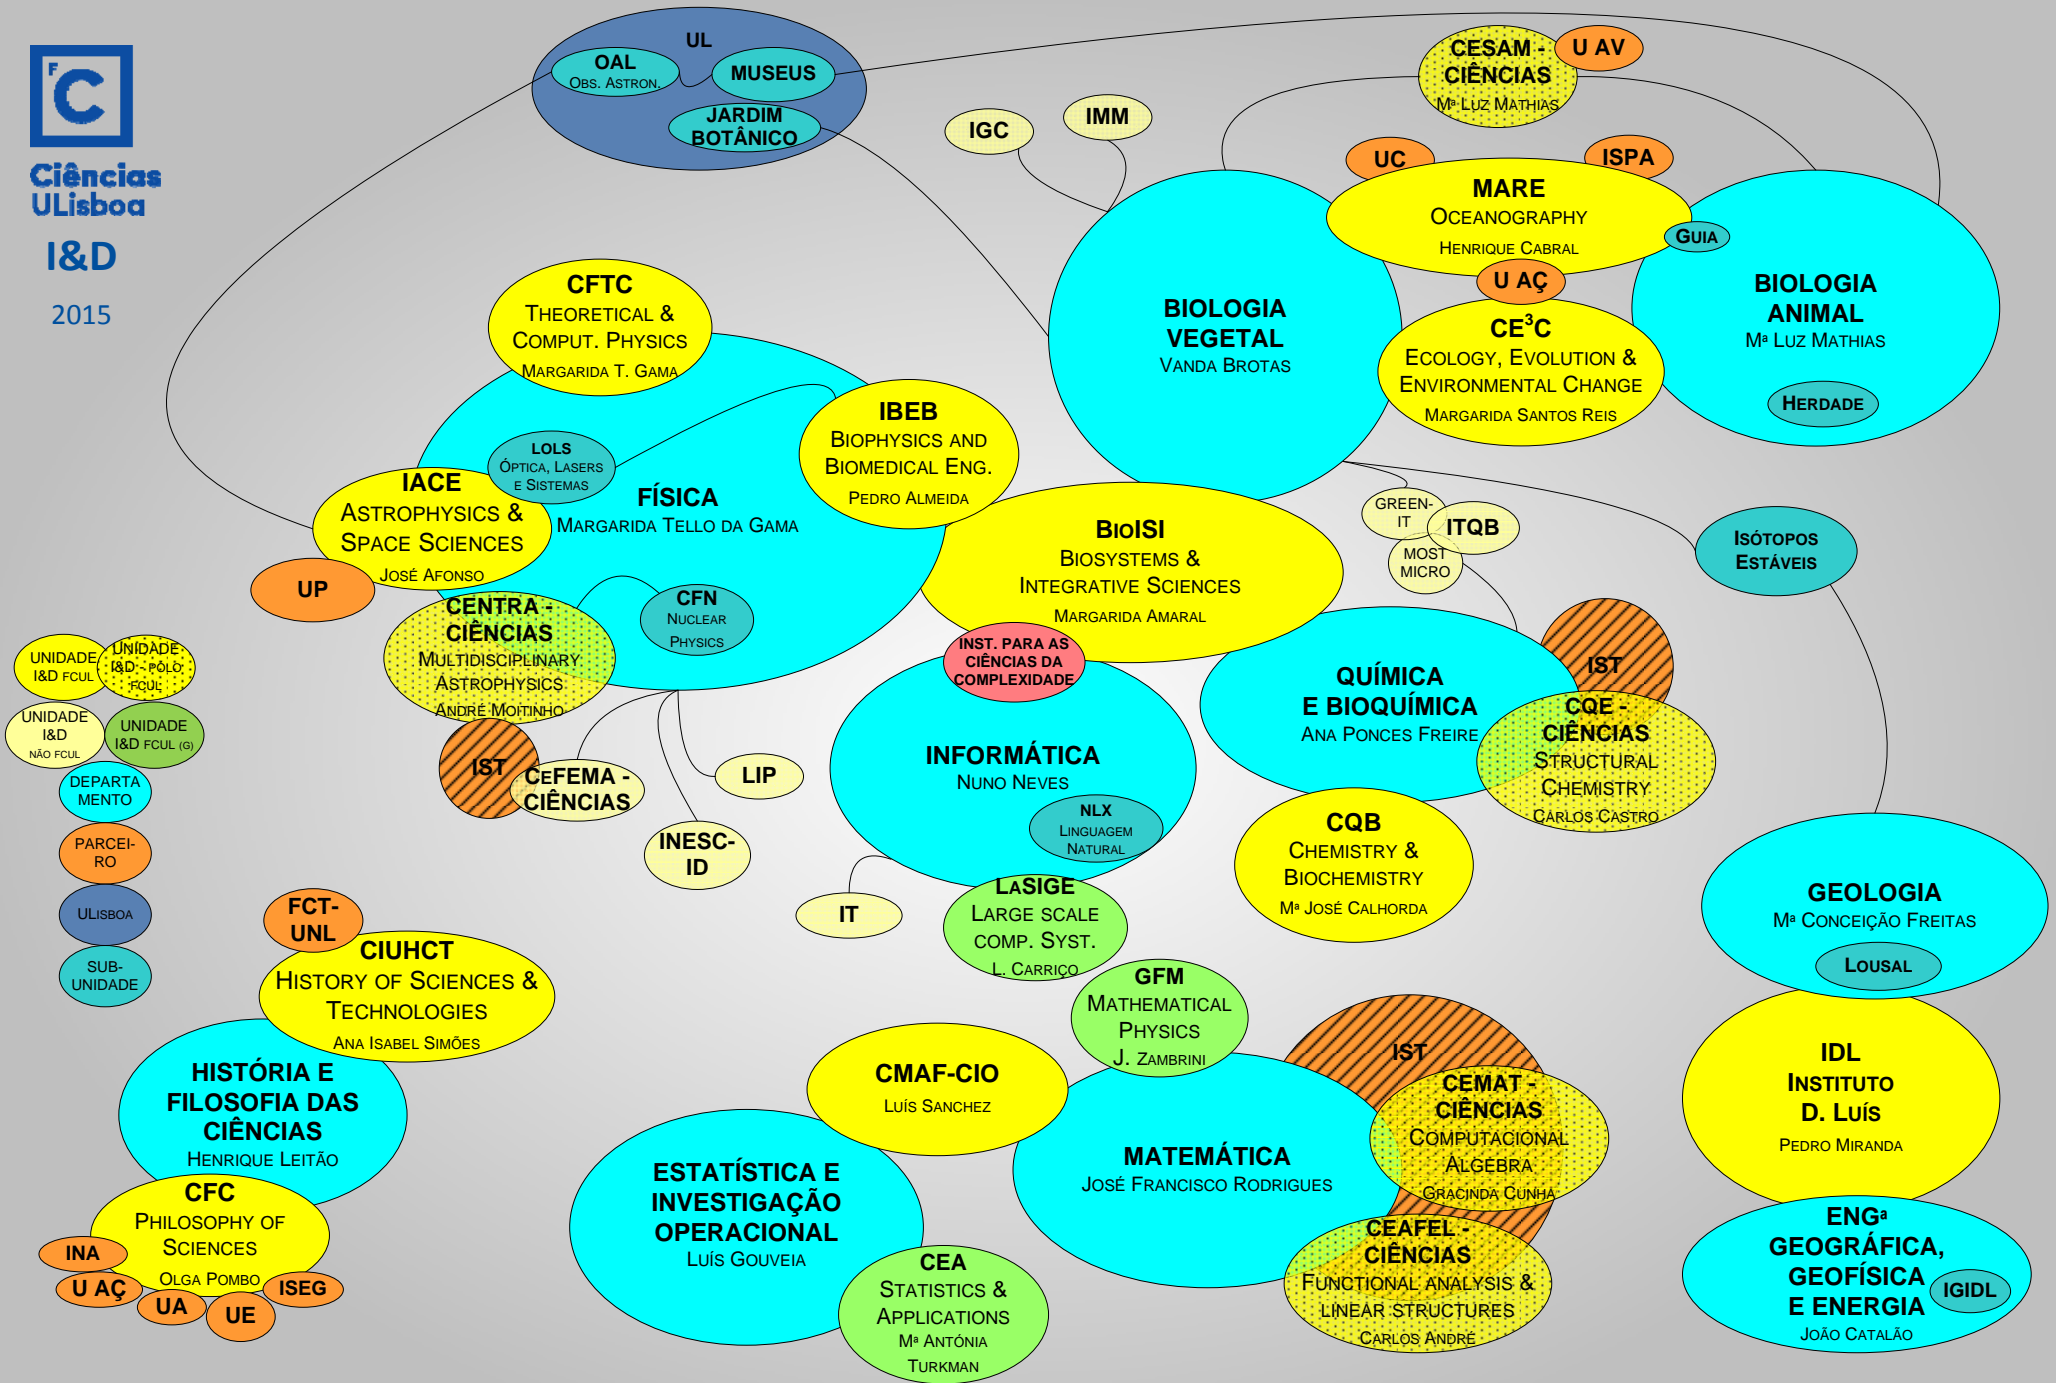 F
C
Ciências
ULisboa
I&D
2015
UL
OAL
OBS. ASTRON.
MUSEUS
JARDIM
BOTÂNICO
CESAM -
CIÊNCIAS
Mª LUZ MATHIAS
U AV
IGC
IMM
UC
ISPA
MARE
OCEANOGRAPHY
HENRIQUE CABRAL
GUIA
U AÇ
BIOLOGIA
VEGETAL
VANDA BROTAS
BIOLOGIA
ANIMAL
Mª LUZ MATHIAS
HERDADE
CE³C
ECOLOGY, EVOLUTION &
ENVIRONMENTAL CHANGE
MARGARIDA SANTOS REIS
CFTC
THEORETICAL &
COMPUT. PHYSICS
MARGARIDA T. GAMA
IBEB
BIOPHYSICS AND
BIOMEDICAL ENG.
PEDRO ALMEIDA
LOLS
ÓPTICA, LASERS
E SISTEMAS
FÍSICA
MARGARIDA TELLO DA GAMA
IACE
ASTROPHYSICS &
SPACE SCIENCES
JOSÉ AFONSO
UP
CENTRA -
CIÊNCIAS
MULTIDISCIPLINARY
ASTROPHYSICS
ANDRÉ MOITINHO
CFN
NUCLEAR
PHYSICS
BIOISI
BIOSYSTEMS &
INTEGRATIVE SCIENCES
MARGARIDA AMARAL
GREEN-
IT
ITQB
MOST
MICRO
ISÓTOPOS
ESTÁVEIS
INST. PARA AS
CIÊNCIAS DA
COMPLEXIDADE
UNIDADE
I&D FCUL
UNIDADE
I&D - PÓLO
FCUL
UNIDADE
I&D
NÃO FCUL
UNIDADE
I&D FCUL (G)
DEPARTA
MENTO
PARCEI-
RO
ULISBOA
SUB-
UNIDADE
IST
CEFEMA -
CIÊNCIAS
LIP
INESC-
ID
INFORMÁTICA
NUNO NEVES
NLX
LINGUAGEM
NATURAL
IT
LASIGE
LARGE SCALE
COMP. SYST.
L. CARRIÇO
QUÍMICA
E BIOQUÍMICA
ANA PONCES FREIRE
IST
CQE -
CIÊNCIAS
STRUCTURAL
CHEMISTRY
CARLOS CASTRO
CQB
CHEMISTRY &
BIOCHEMISTRY
Mª JOSÉ CALHORDA
GEOLOGIA
Mª CONCEIÇÃO FREITAS
LOUSAL
IDL
INSTITUTO
D. LUÍS
PEDRO MIRANDA
ENGª
GEOGRÁFICA,
GEOFÍSICA
E ENERGIA
JOÃO CATALÃO
IGIDL
FCT-
UNL
CIUHCT
HISTORY OF SCIENCES &
TECHNOLOGIES
ANA ISABEL SIMÕES
HISTÓRIA E
FILOSOFIA DAS
CIÊNCIAS
HENRIQUE LEITÃO
CFC
PHILOSOPHY OF
SCIENCES
OLGA POMBO
INA
U AÇ
UA
UE
ISEG
GFM
MATHEMATICAL
PHYSICS
J. ZAMBRINI
CMAF-CIO
LUÍS SANCHEZ
ESTATÍSTICA E
INVESTIGAÇÃO
OPERACIONAL
LUÍS GOUVEIA
CEA
STATISTICS &
APPLICATIONS
Mª ANTÓNIA
TURKMAN
MATEMÁTICA
JOSÉ FRANCISCO RODRIGUES
IST
CEMAT -
CIÊNCIAS
COMPUTACIONAL
ALGEBRA
GRACINDA CUNHA
CEAFEL -
CIÊNCIAS
FUNCTIONAL ANALYSIS &
LINEAR STRUCTURES
CARLOS ANDRÉ